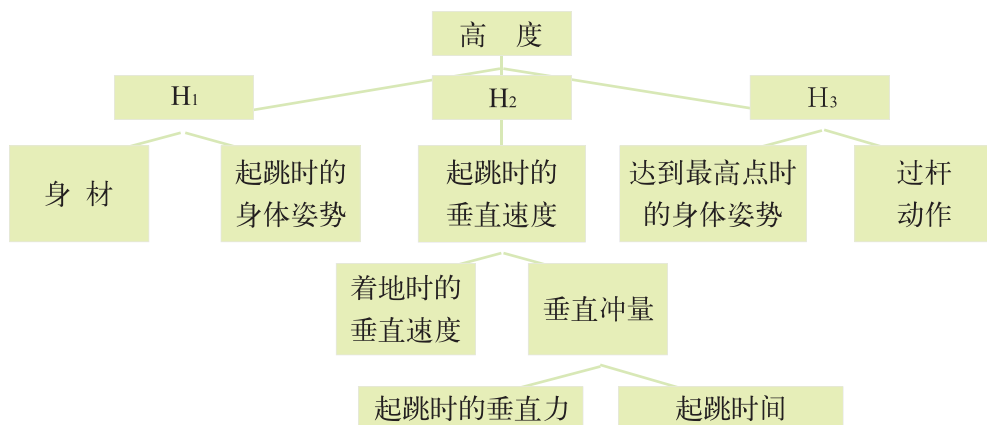 高 度
H₁
H₂
H₃
身 材
起跳时的
身体姿势
起跳时的
垂直速度
达到最高点时
的身体姿势
过杆
动作
着地时的
垂直速度
垂直冲量
起跳时的垂直力
起跳时间